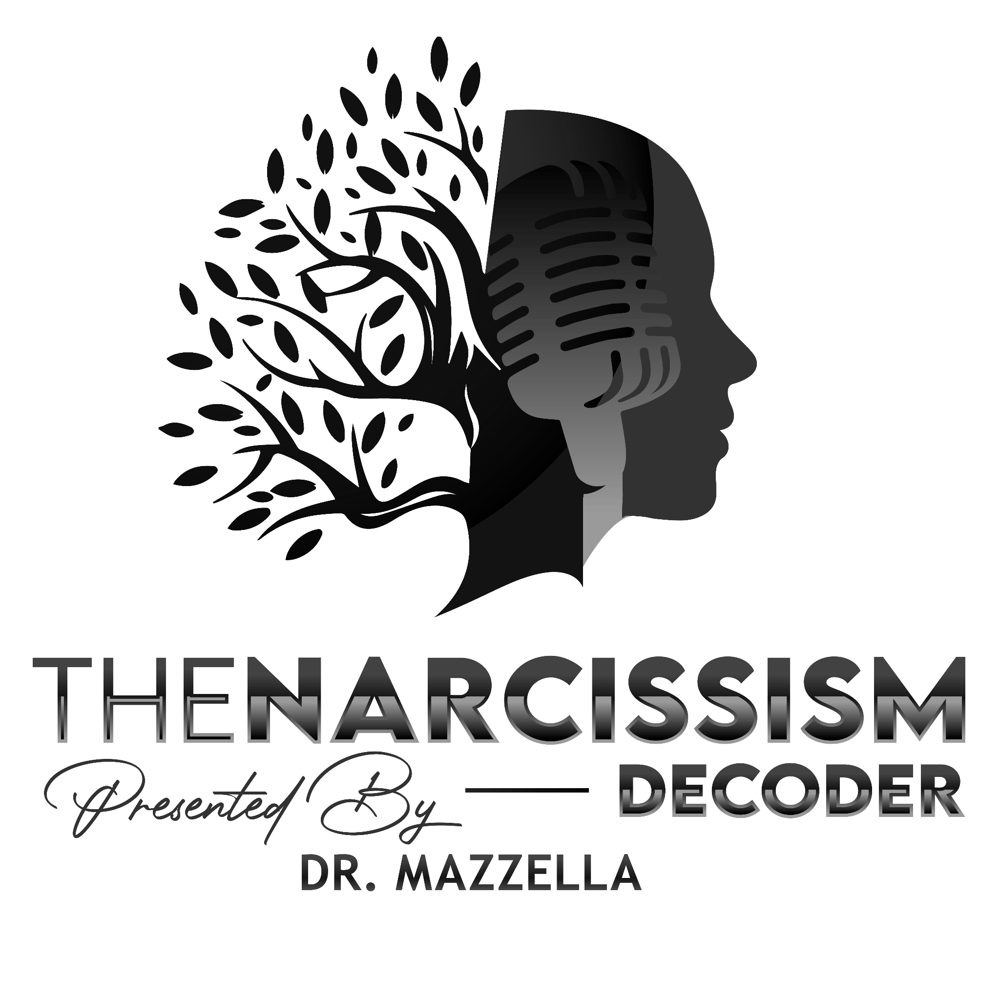 THENARCISSISM
Presented By — DECODER
DR. MAZZELLA